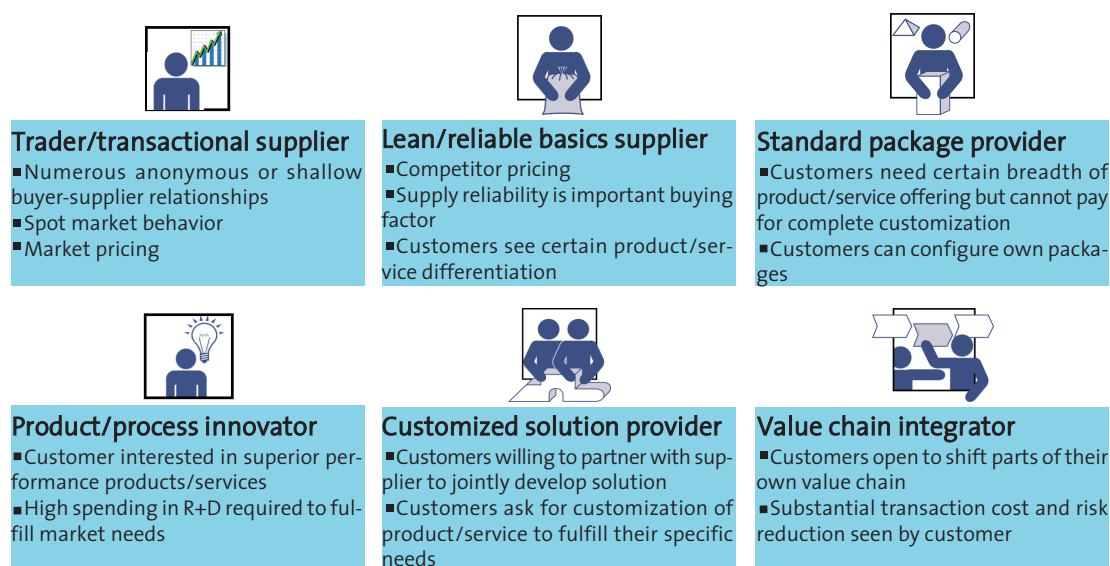 Trader/transactional supplier
▪Numerous anonymous or shallow
buyer-supplier relationships
▪Spot market behavior
▪Market pricing
Lean/reliable basics supplier
▪Competitor pricing
▪Supply reliability is important buying
factor
▪Customers see certain product/ser-
vice differentiation
Standard package provider
▪Customers need certain breadth of
product/service offering but cannot pay
for complete customization
▪Customers can configure own packa-
ges
Product/process innovator
▪Customer interested in superior per-
formance products/services
▪High spending in R+D required to ful-
fill market needs
Customized solution provider
▪Customers willing to partner with sup-
plier to jointly develop solution
▪Customers ask for customization of
product/service to fulfill their specific
needs
Value chain integrator
▪Customers open to shift parts of their
own value chain
▪Substantial transaction cost and risk
reduction seen by customer